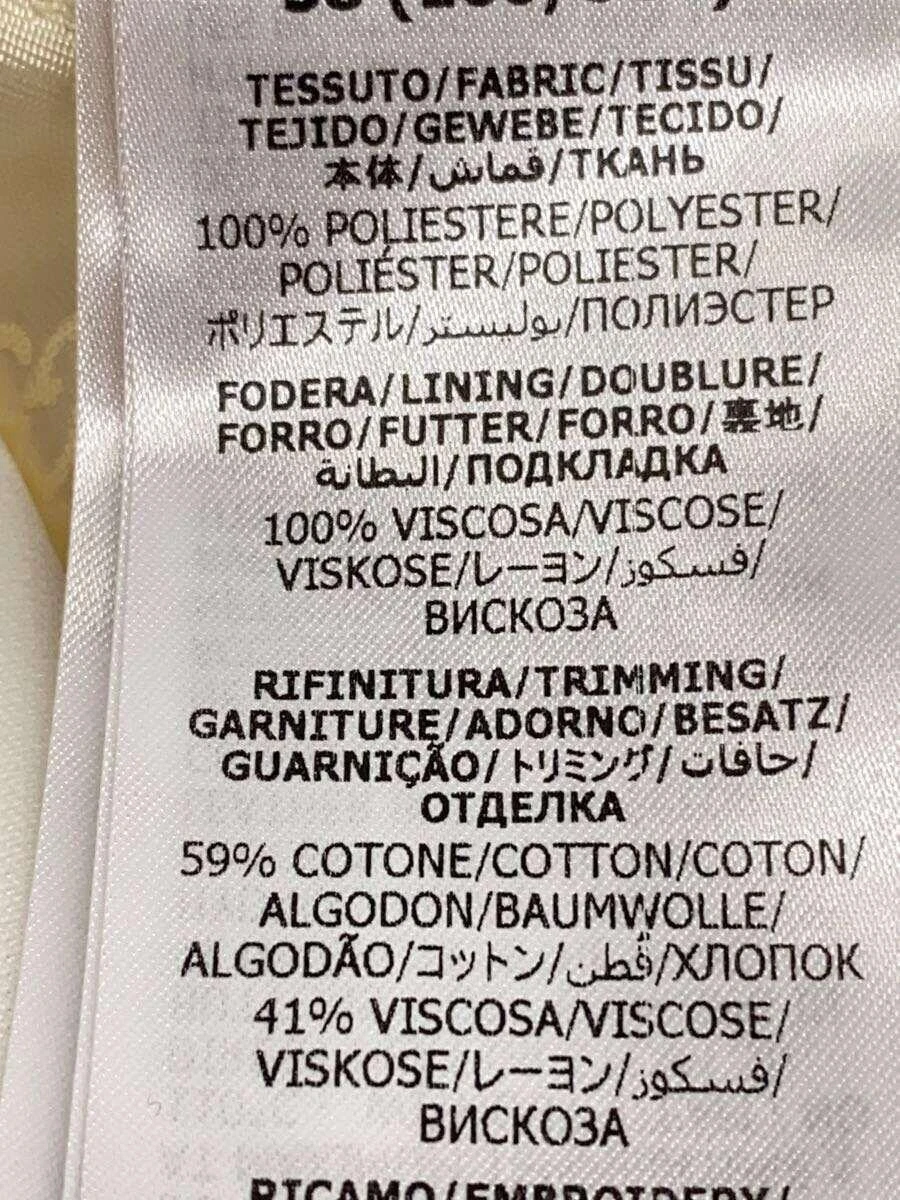 TESSUTO/FABRIC/TISSU/
TEJIDO/GEWEBE/TECIDO/
本体/قماش/ТКАНЬ
100% POLIESTERE/POLYESTER/
POLIÉSTER/POLIESTER/
ポリエステル/بوليستر/ПОЛИЭСТЕР
FODERA/LINING/DOUBLURE/
FORRO/FUTTER/FORRO/裏地/
البطانة/ПОДКЛАДКА
100% VISCOSA/VISCOSE/
VISKOSE/レーヨン/فسكوز/
ВИСКОЗА
RIFINITURA/TRIMMING/
GARNITURE/ADORNO/BESATZ/
GUARNIÇÃO/トリミング/حافات/
ОТДЕЛКА
59% COTONE/COTTON/COTON/
ALGODON/BAUMWOLLE/
ALGODÃO/コットン/قطن/ХЛОПОК
41% VISCOSA/VISCOSE/
VISKOSE/レーヨン/فسكوز/
ВИСКОЗА
RICAMO/EMBROIDERY/